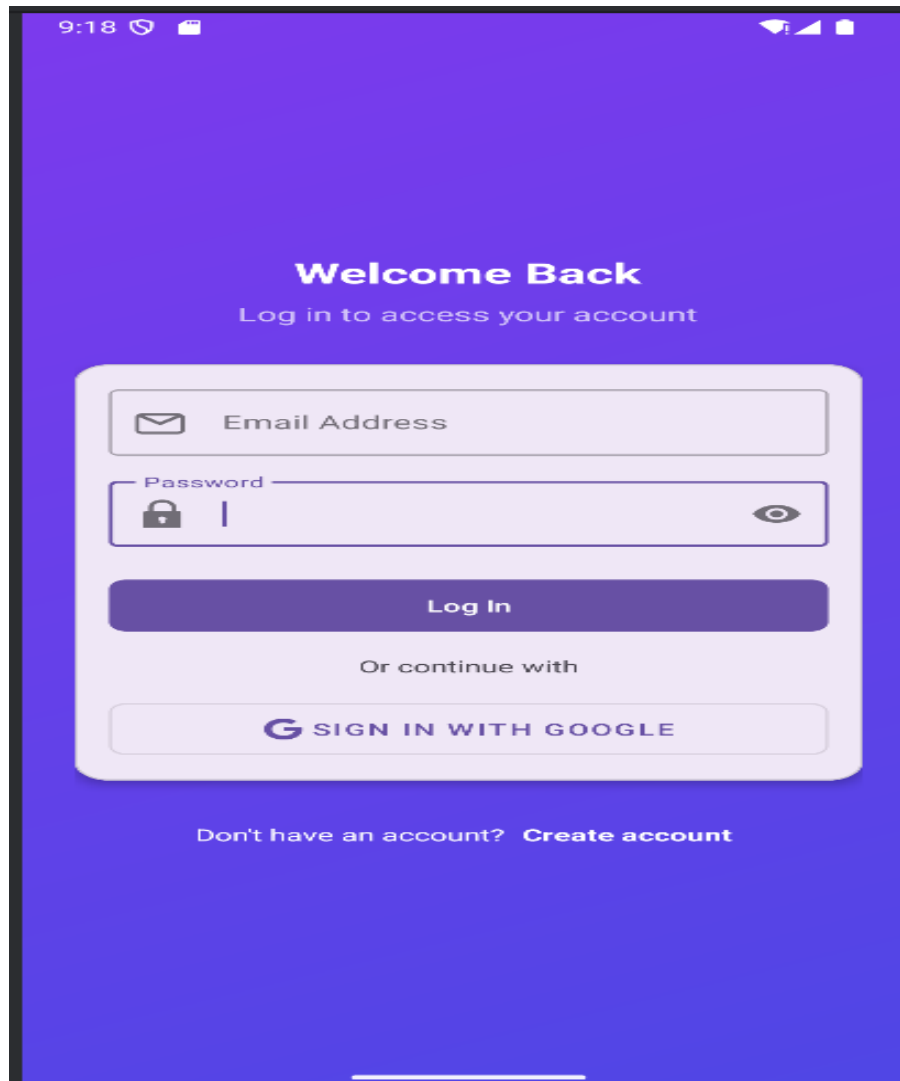 9:18
Welcome Back
Log in to access your account
Email Address
Password
Log In
Or continue with
G SIGN IN WITH GOOGLE
Don't have an account? Create account